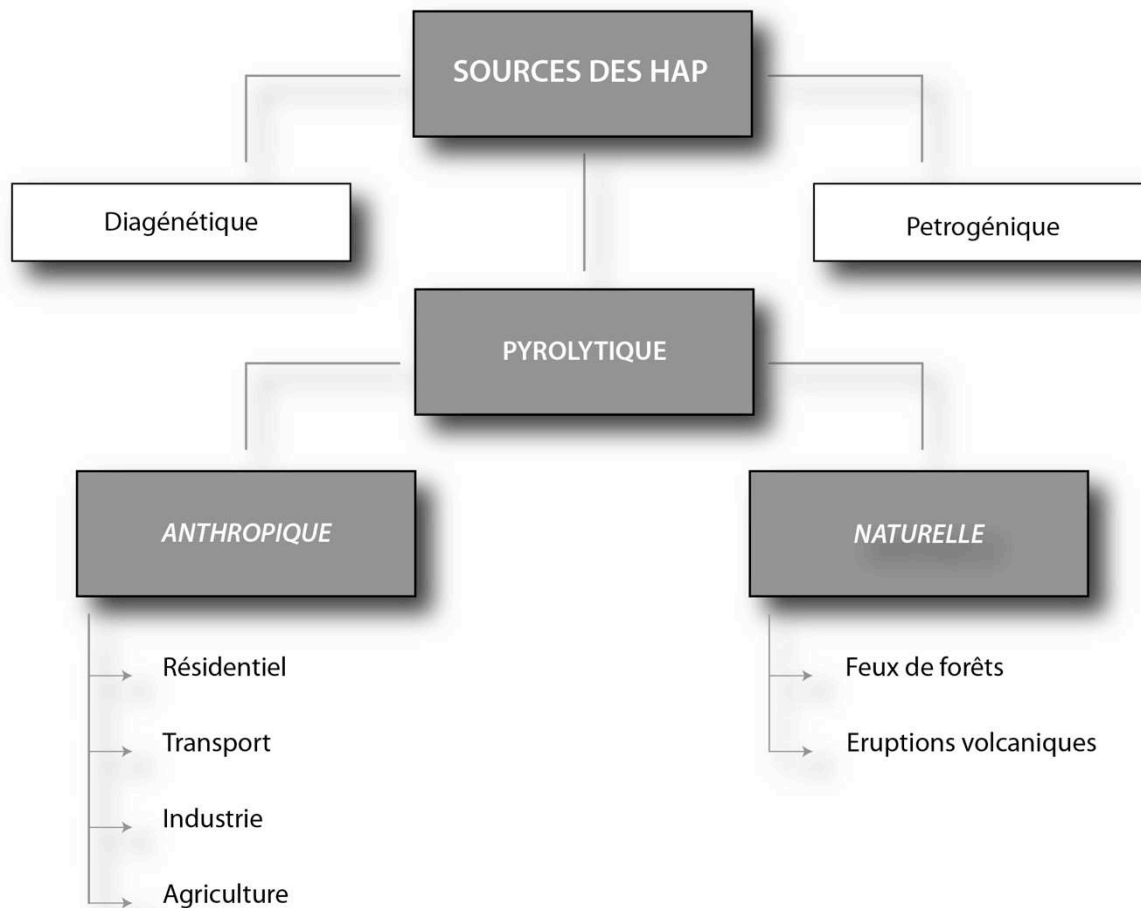 SOURCES DES HAP
Diagénétique
Petrogénique
PYROLYTIQUE
ANTHROPIQUE
NATURELLE
Résidentiel
Transport
Industrie
Agriculture
Feux de forêts
Eruptions volcaniques